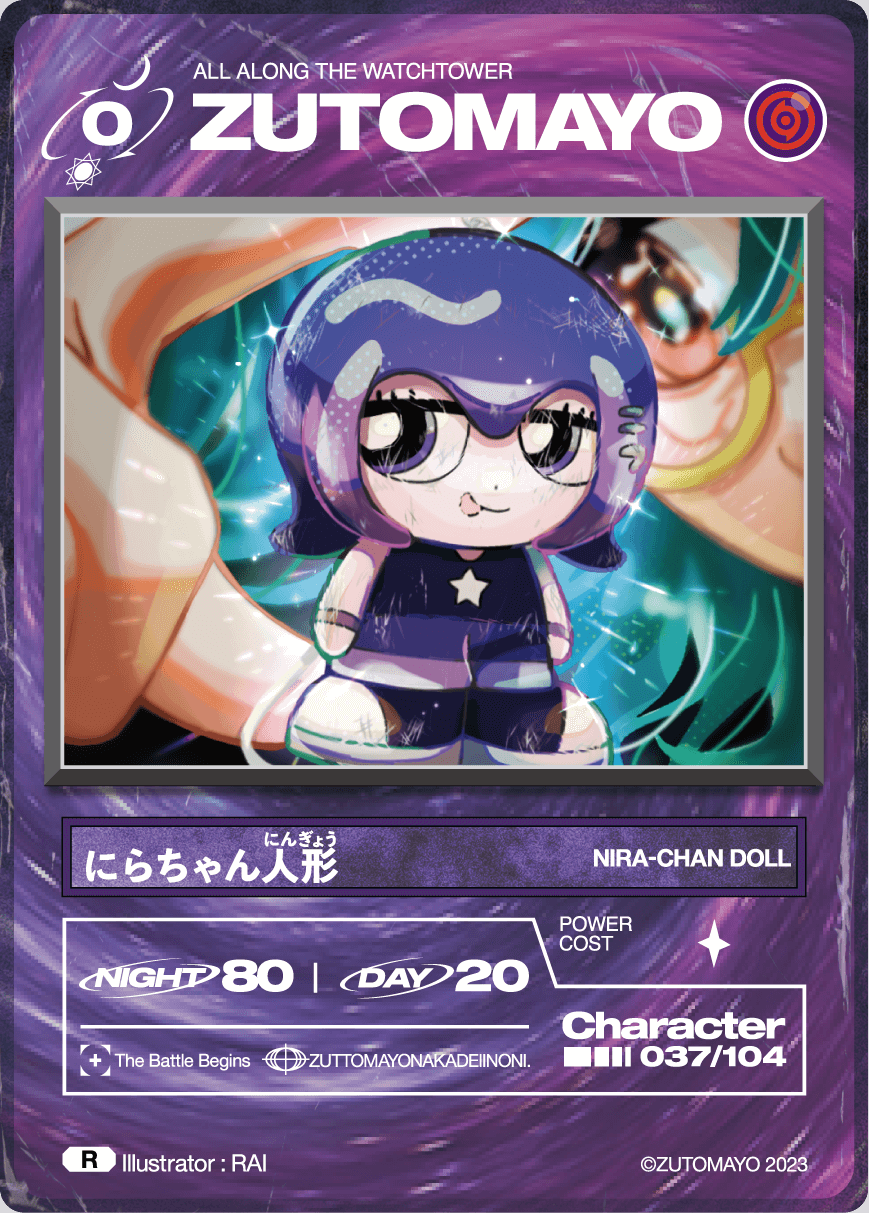 ALL ALONG THE WATCHTOWER
ZUTOMAYO
にらちゃん人形
にんぎょう
NIRA-CHAN DOLL
POWER
COST
NIGHT 80 | DAY 20
Character
037/104
The Battle Begins
ZUTTOMAYONAKADEIINONI.
R
Illustrator : RAI
©ZUTOMAYO 2023